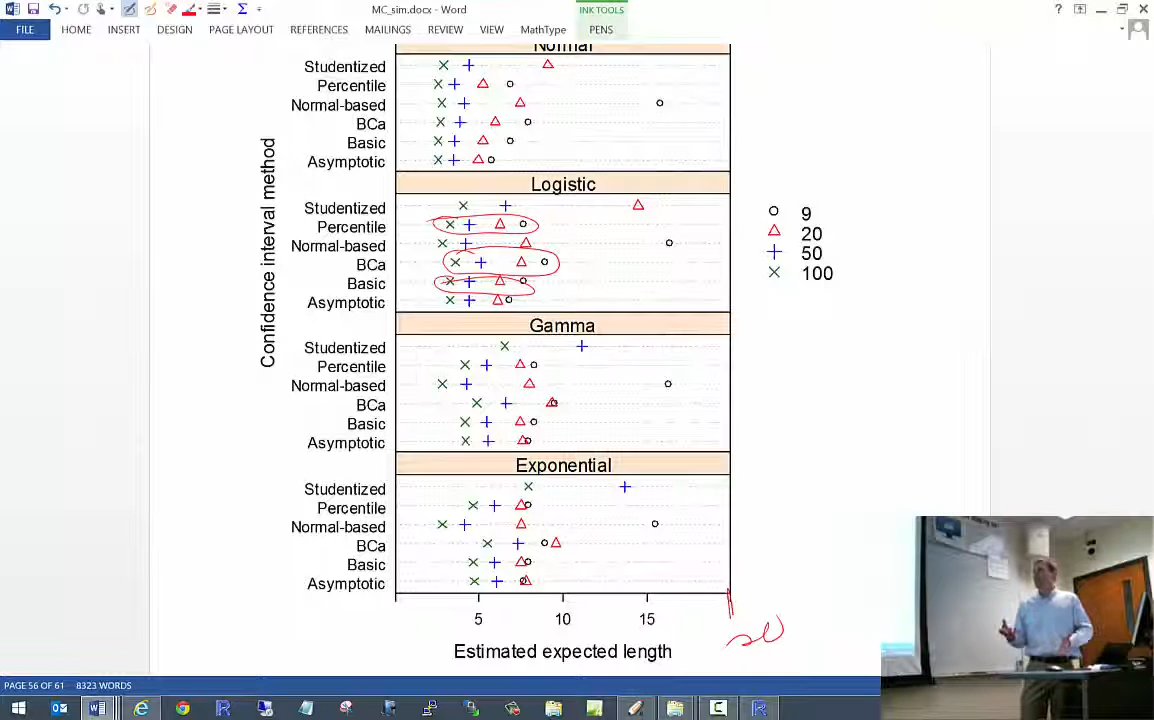 MC_sim.docx - Word
INK TOOLS
FILE HOME INSERT DESIGN PAGE LAYOUT REFERENCES MAILINGS REVIEW VIEW MathType PENS
Normal
Studentized
Percentile
Normal-based
BCa
Basic
Asymptotic
Logistic
Studentized
Percentile
Normal-based
BCa
Basic
Asymptotic
Gamma
Studentized
Percentile
Normal-based
BCa
Basic
Asymptotic
Exponential
Studentized
Percentile
Normal-based
BCa
Basic
Asymptotic
Confidence interval method
5 10 15
20
Estimated expected length
9
20
50
100
PAGE 56 OF 61 8323 WORDS